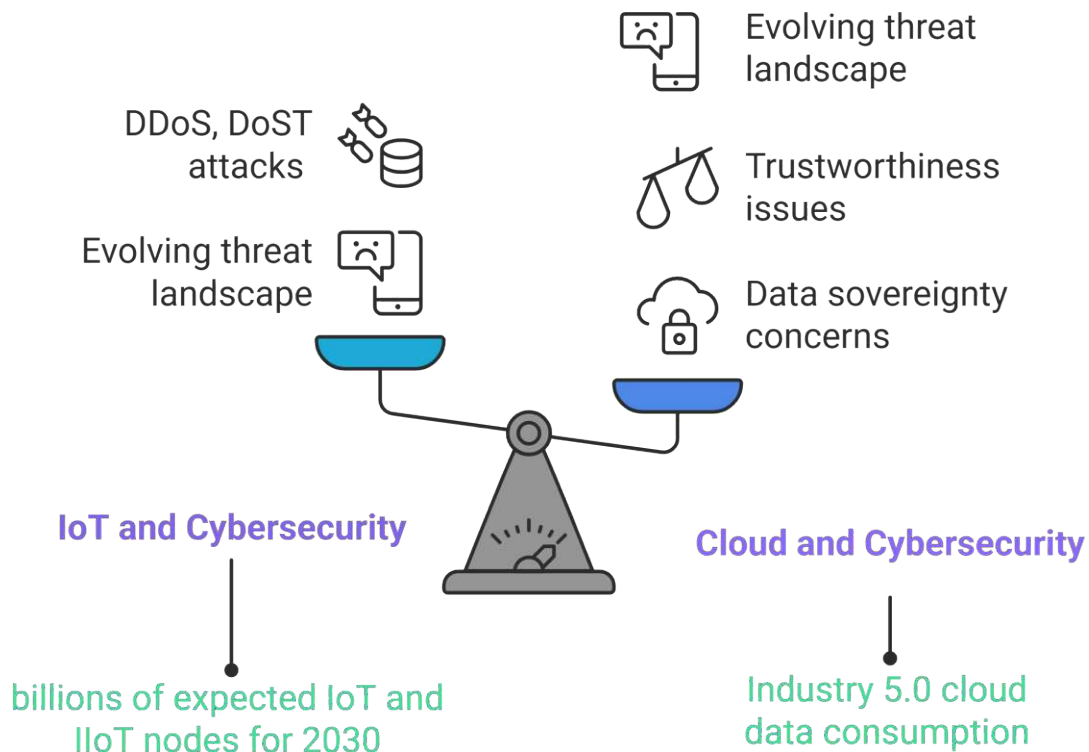 DDoS, DoST
attacks
Evolving threat
landscape
Evolving threat
landscape
Trustworthiness
issues
Data sovereignty
concerns
IoT and Cybersecurity
billions of expected IoT and
IIoT nodes for 2030
Cloud and Cybersecurity
Industry 5.0 cloud
data consumption